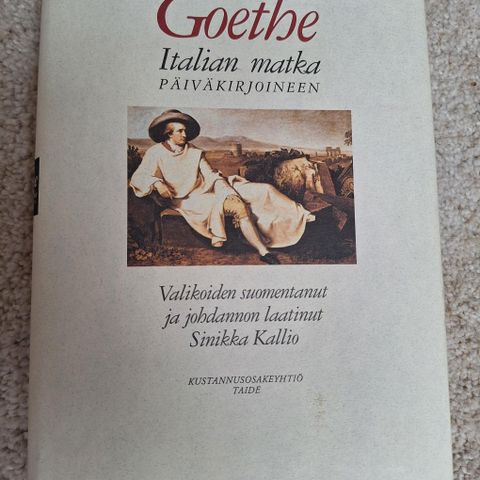 Goethe
Italian matka
PÄIVÄKIRJOINEEN
Valikoiden suomentanut
ja johdannon laatinut
Sinikka Kallio
KUSTANNUSOSAKEYHTIÖ
TAIDE